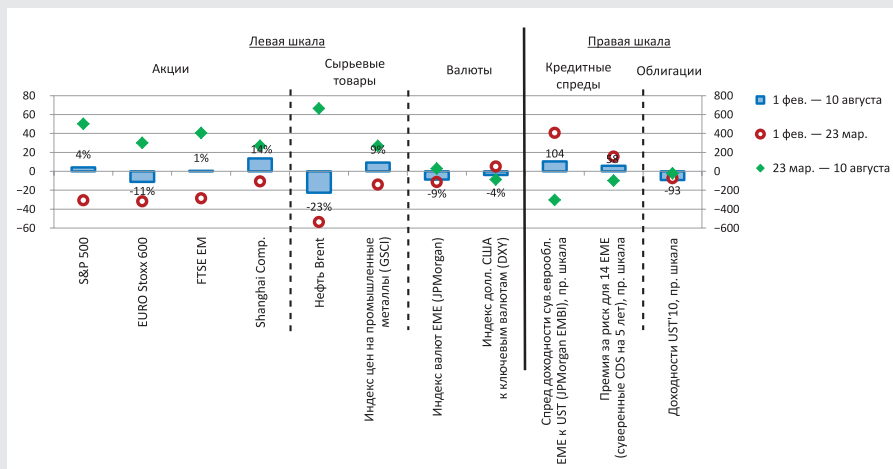 Левая шкала
Правая шкала
Акции
Сырьевые
товары
Валюты
Кредитные
спреды
Облигации
80
60
40
20
0
−20
−40
−60
800
600
400
200
0
−200
−400
−600
4%
-11%
1%
14%
-23%
9%
-9%
-4%
104
58
-93
1 фев. — 10 августа
1 фев. — 23 мар.
23 мар. — 10 августа
S&P 500
EURO Stoxx 600
FTSE EM
Shanghai Comp.
Нефть Brent
Индекс цен на промышленные
металлы (GSCI)
Индекс валют EME (JPMorgan)
Индекс долл. США
к ключевым валютам (DXY)
Спред доходности сув.еврообл.
EME к UST (JPMorgan EMBI), пр. шкала
Премия за риск для 14 EME
(суверенные CDS на 5 лет), пр. шкала
Доходности UST'10, пр. шкала